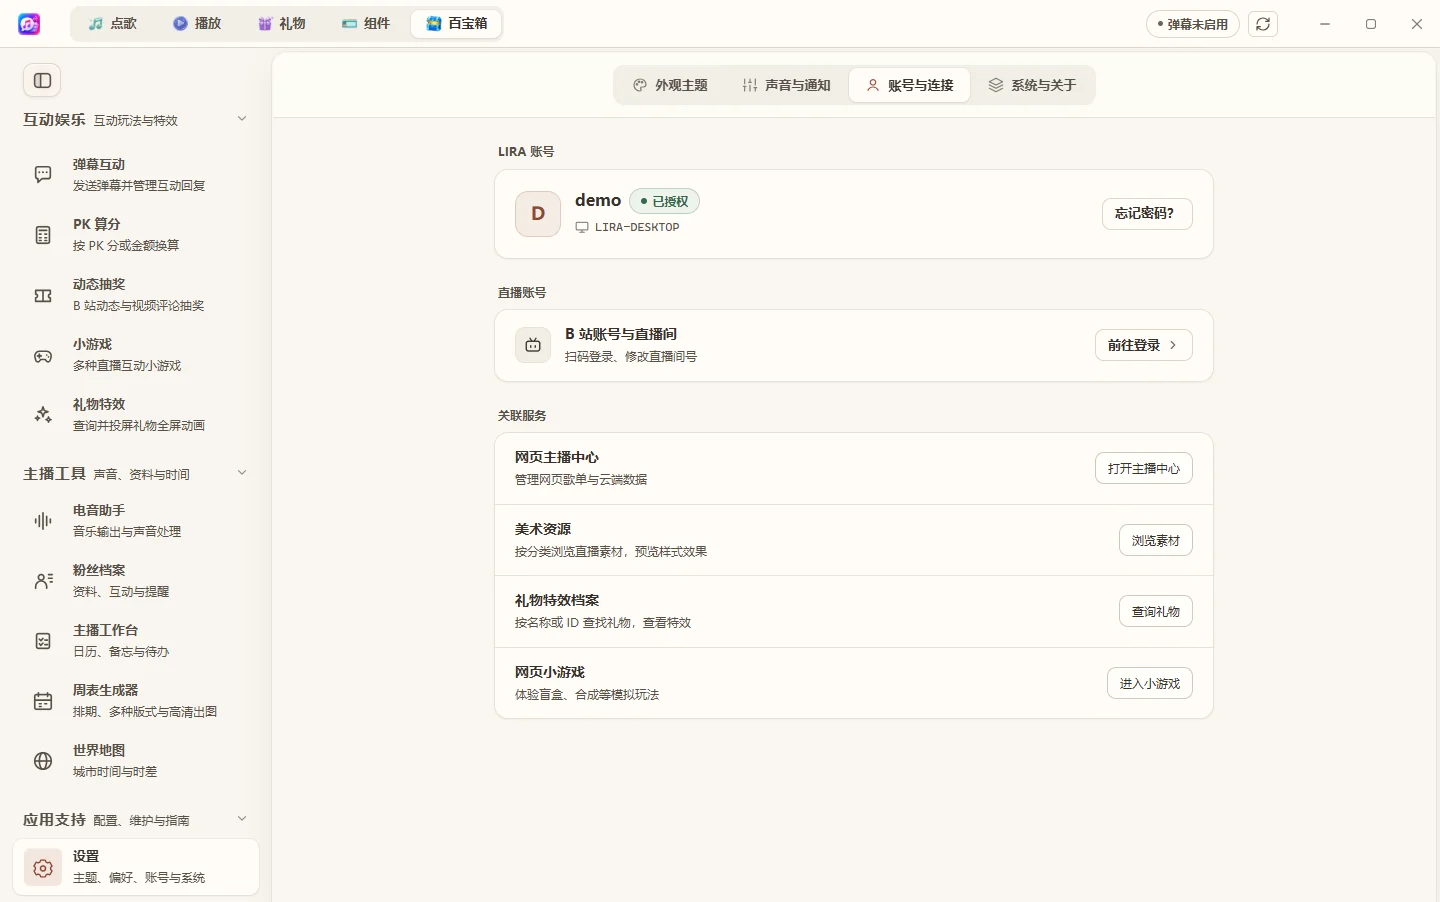 点歌
播放
礼物
组件
百宝箱
弹幕未启用
互动娱乐 互动玩法与特效
弹幕互动
发送弹幕并管理互动回复
PK 算分
按 PK 分或金额换算
动态抽奖
B 站动态与视频评论抽奖
小游戏
多种直播互动小游戏
礼物特效
查询并投屏礼物全屏动画
主播工具 声音、资料与时间
电音助手
音乐输出与声音处理
粉丝档案
资料、互动与提醒
主播工作台
日历、备忘与待办
周表生成器
排期、多种版式与高清出图
世界地图
城市时间与时差
应用支持 配置、维护与指南
设置
主题、偏好、账号与系统
外观主题
声音与通知
账号与连接
系统与关于
LIRA 账号
D
demo
已授权
LIRA-DESKTOP
忘记密码?
直播账号
B 站账号与直播间
扫码登录、修改直播间号
前往登录
关联服务
网页主播中心
管理网页歌单与云端数据
打开主播中心
美术资源
按分类浏览直播素材，预览样式效果
浏览素材
礼物特效档案
按名称或 ID 查找礼物，查看特效
查询礼物
网页小游戏
体验盲盒、合成等模拟玩法
进入小游戏